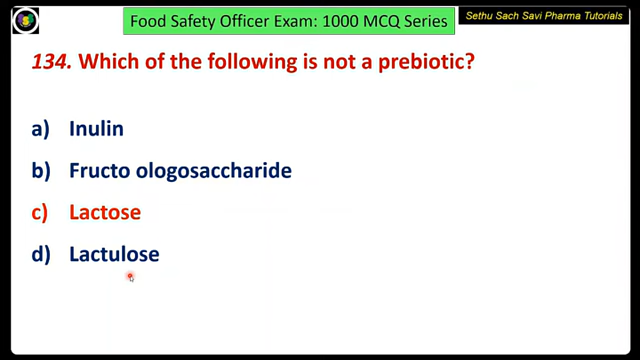 Food Safety Officer Exam: 1000 MCQ Series
Sethu Sach Savi Pharma Tutorials
134. Which of the following is not a prebiotic?
a) Inulin
b) Fructo ologosaccharide
c) Lactose
d) Lactulose